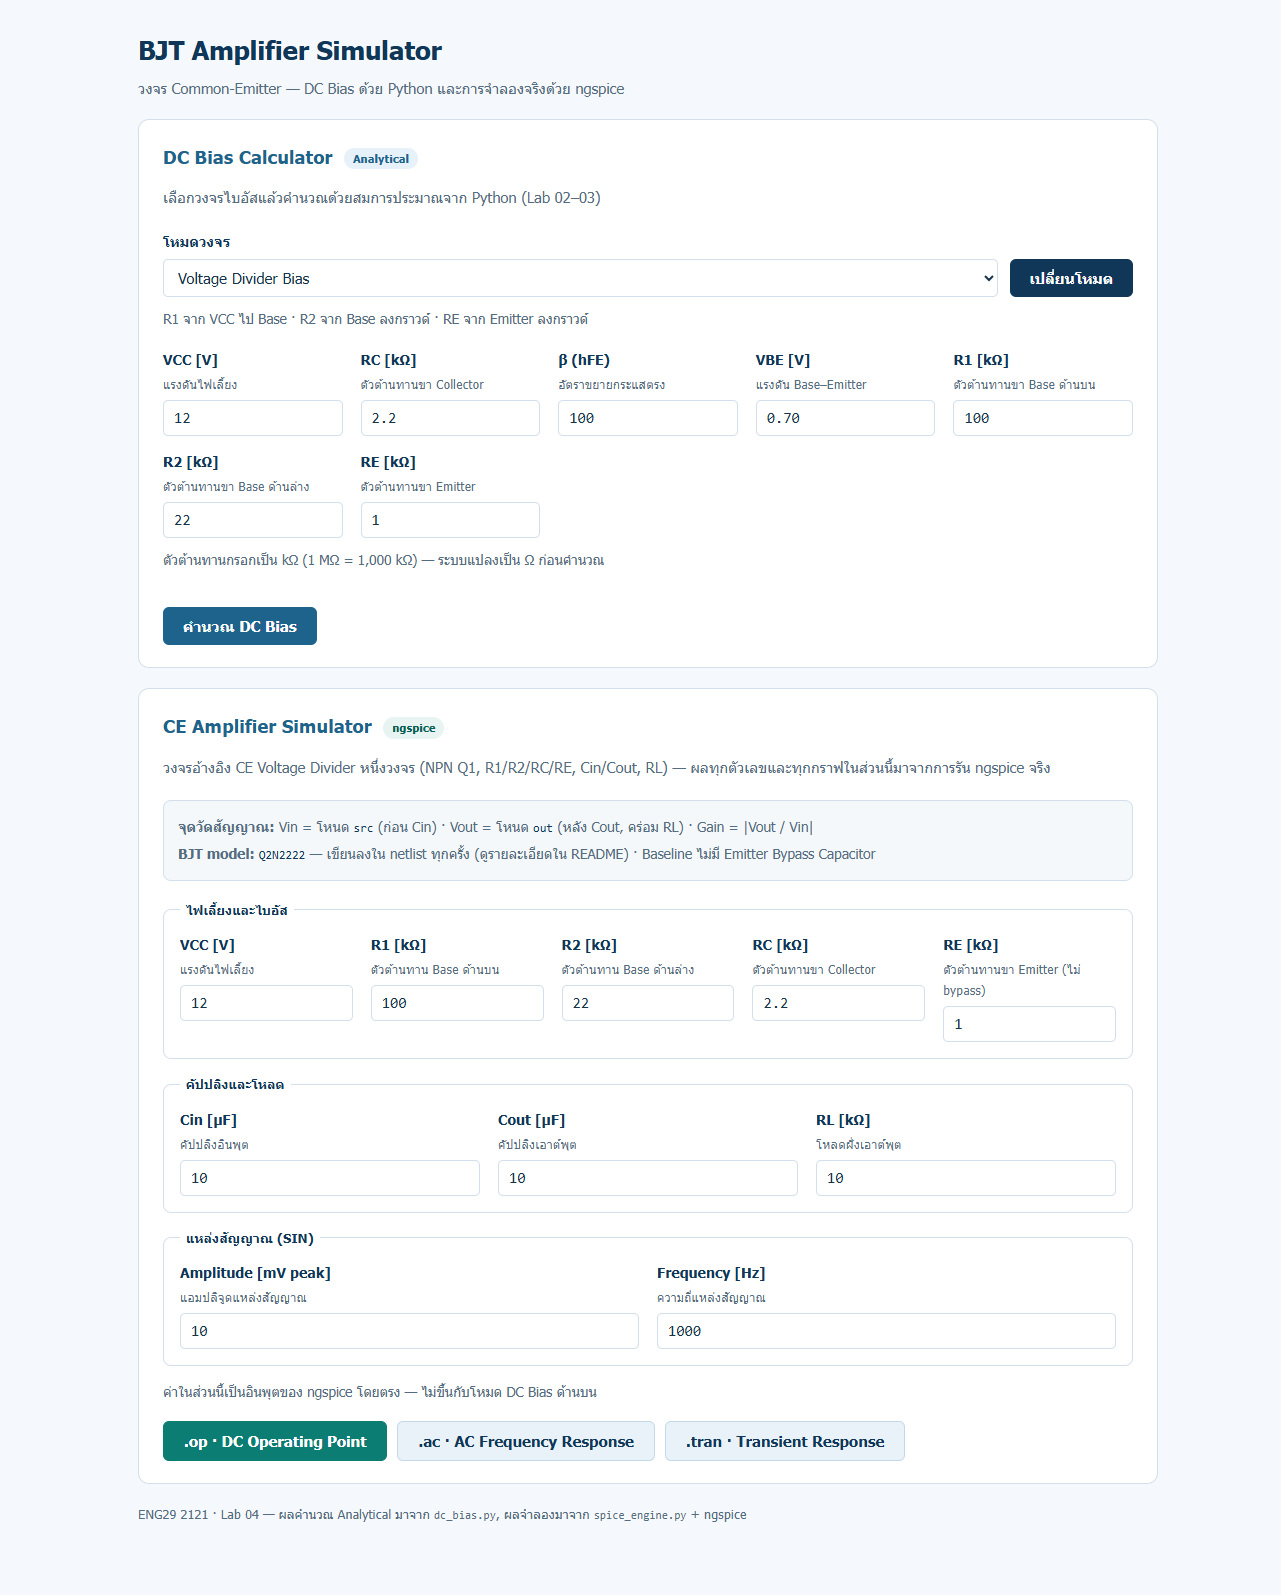 BJT Amplifier Simulator
วงจร Common-Emitter — DC Bias ด้วย Python และการจำลองจริงด้วย ngspice
DC Bias Calculator Analytical
เลือกวงจรไบอัสแล้วคำนวณด้วยสมการประมาณจาก Python (Lab 02–03)
โหมดวงจร
Voltage Divider Bias เปลี่ยนโหมด
R1 จาก VCC ไป Base · R2 จาก Base ลงกราวด์ · RE จาก Emitter ลงกราวด์
VCC [V] RC [kΩ] β (hFE) VBE [V] R1 [kΩ]
แรงดันไฟเลี้ยง ตัวต้านทานขา Collector อัตราขยายกระแสตรง แรงดัน Base–Emitter ตัวต้านทานขา Base ด้านบน
12 2.2 100 0.70 100
R2 [kΩ] RE [kΩ]
ตัวต้านทานขา Base ด้านล่าง ตัวต้านทานขา Emitter
22 1
ตัวต้านทานกรอกเป็น kΩ (1 MΩ = 1,000 kΩ) — ระบบแปลงเป็น Ω ก่อนคำนวณ
คำนวณ DC Bias
CE Amplifier Simulator ngspice
วงจรอ้างอิง CE Voltage Divider หนึ่งวงจร (NPN Q1, R1/R2/RC/RE, Cin/Cout, RL) — ผลทุกตัวเลขและทุกกราฟในส่วนนี้มาจากการรัน ngspice จริง
จุดวัดสัญญาณ: Vin = โหนด src (ก่อน Cin) · Vout = โหนด out (หลัง Cout, คร่อม RL) · Gain = |Vout / Vin|
BJT model: Q2N2222 — เขียนลงใน netlist ทุกครั้ง (ดูรายละเอียดใน README) · Baseline ไม่มี Emitter Bypass Capacitor
ไฟเลี้ยงและไบอัส
VCC [V] R1 [kΩ] R2 [kΩ] RC [kΩ] RE [kΩ]
แรงดันไฟเลี้ยง ตัวต้านทาน Base ด้านบน ตัวต้านทาน Base ด้านล่าง ตัวต้านทานขา Collector ตัวต้านทานขา Emitter (ไม่
bypass)
12 100 22 2.2 1
คัปปลิงและโหลด
Cin [µF] Cout [µF] RL [kΩ]
คัปปลิงอินพุต คัปปลิงเอาต์พุต โหลดฝั่งเอาต์พุต
10 10 10
แหล่งสัญญาณ (SIN)
Amplitude [mV peak] Frequency [Hz]
แอมปลิจูดแหล่งสัญญาณ ความถี่แหล่งสัญญาณ
10 1000
ค่าในส่วนนี้เป็นอินพุตของ ngspice โดยตรง — ไม่ขึ้นกับโหมด DC Bias ด้านบน
.op · DC Operating Point .ac · AC Frequency Response .tran · Transient Response
ENG29 2121 · Lab 04 — ผลคำนวณ Analytical มาจาก dc_bias.py, ผลจำลองมาจาก spice_engine.py + ngspice